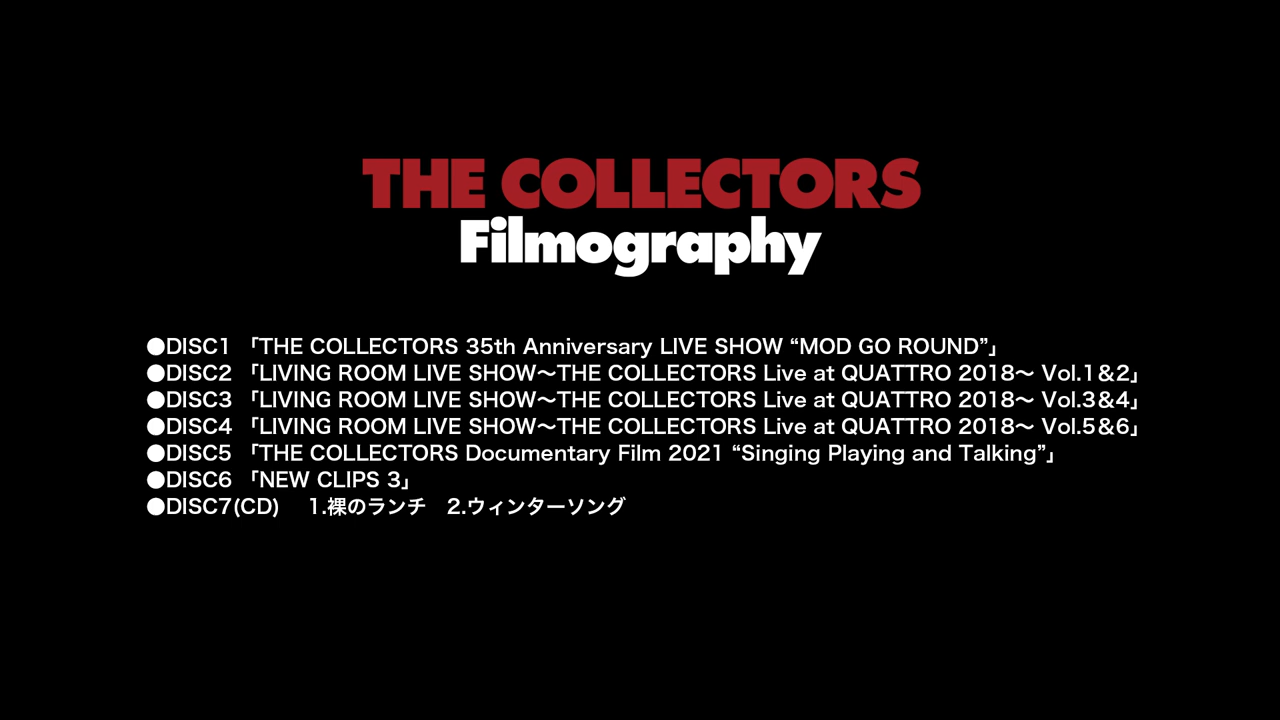 THE COLLECTORS
Filmography
●DISC1 「THE COLLECTORS 35th Anniversary LIVE SHOW “MOD GO ROUND”」
●DISC2 「LIVING ROOM LIVE SHOW〜THE COLLECTORS Live at QUATTRO 2018〜 Vol.1&2」
●DISC3 「LIVING ROOM LIVE SHOW〜THE COLLECTORS Live at QUATTRO 2018〜 Vol.3&4」
●DISC4 「LIVING ROOM LIVE SHOW〜THE COLLECTORS Live at QUATTRO 2018〜 Vol.5&6」
●DISC5 「THE COLLECTORS Documentary Film 2021 “Singing Playing and Talking”」
●DISC6 「NEW CLIPS 3」
●DISC7(CD)　1.裸のランチ　2.ウィンターソング